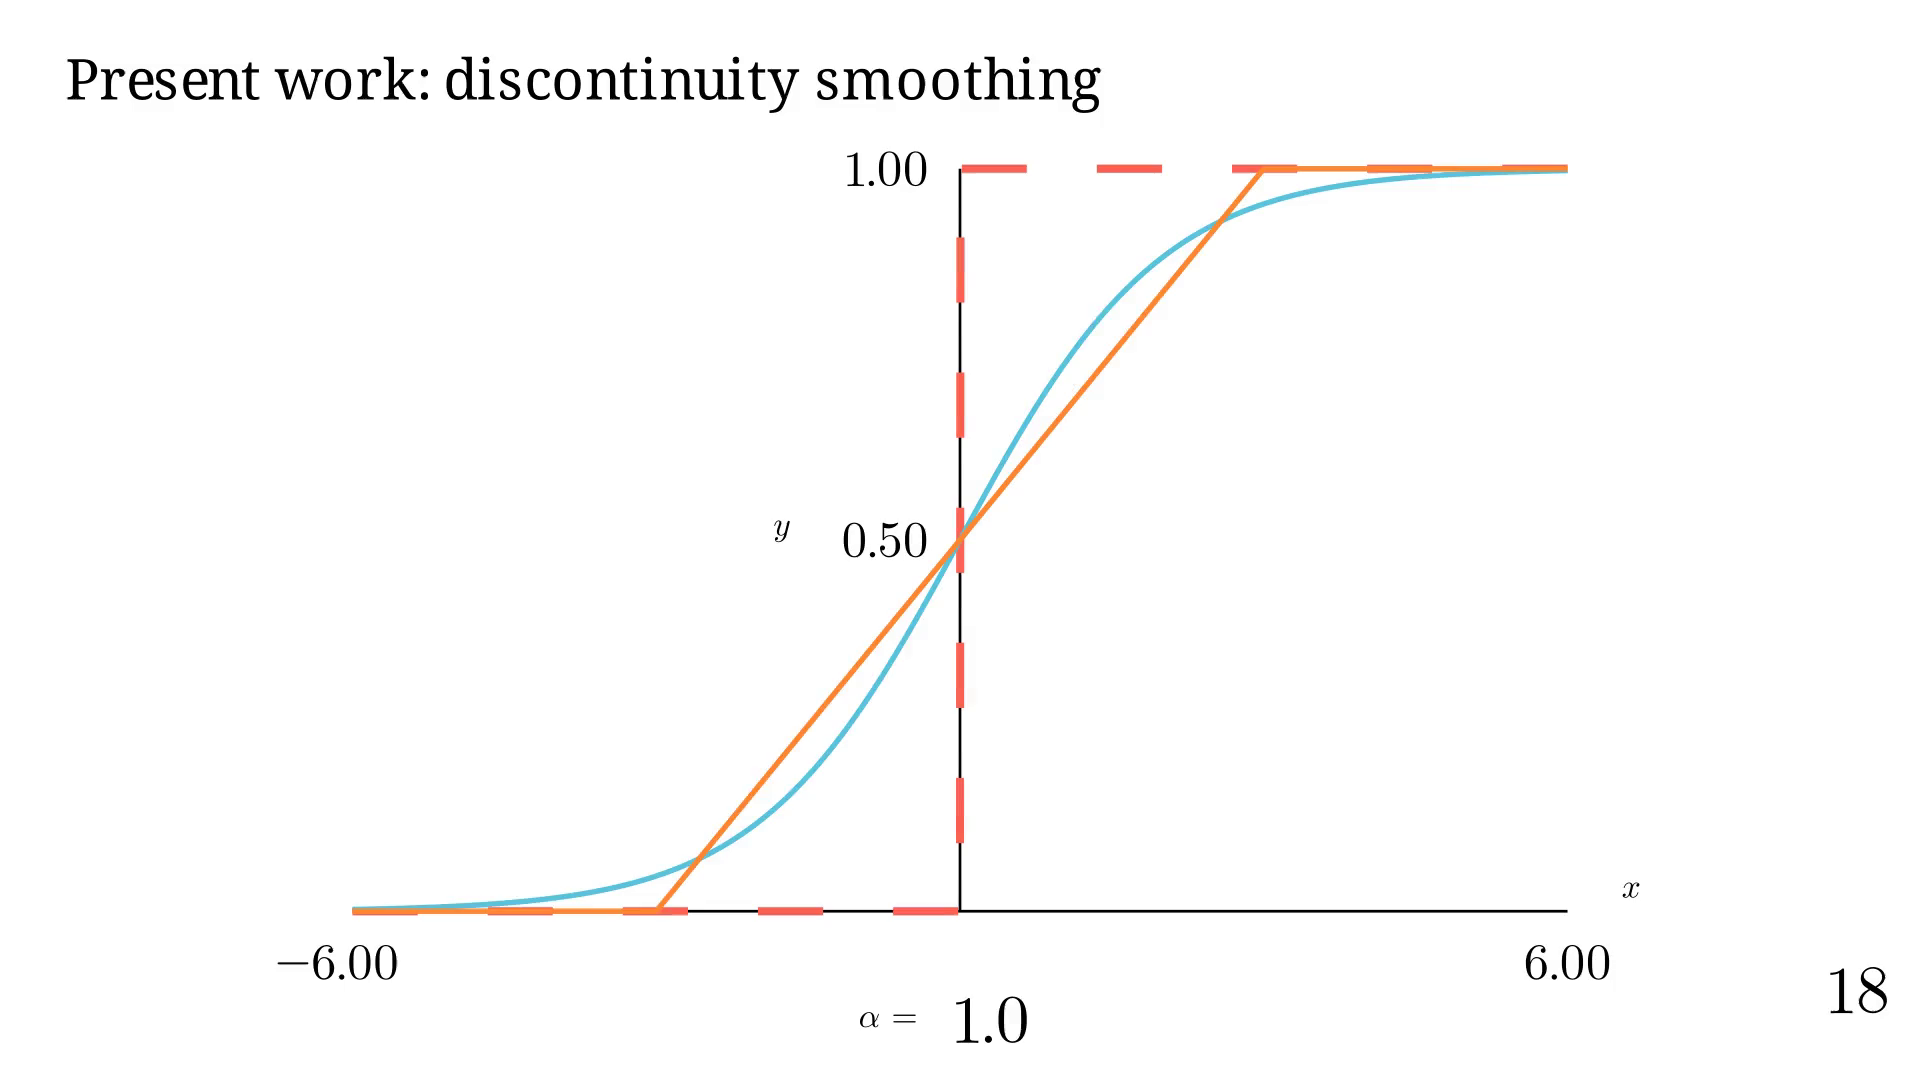 Present work: discontinuity smoothing
1.00
y 0.50
x
−6.00 6.00
18
α = 1.0